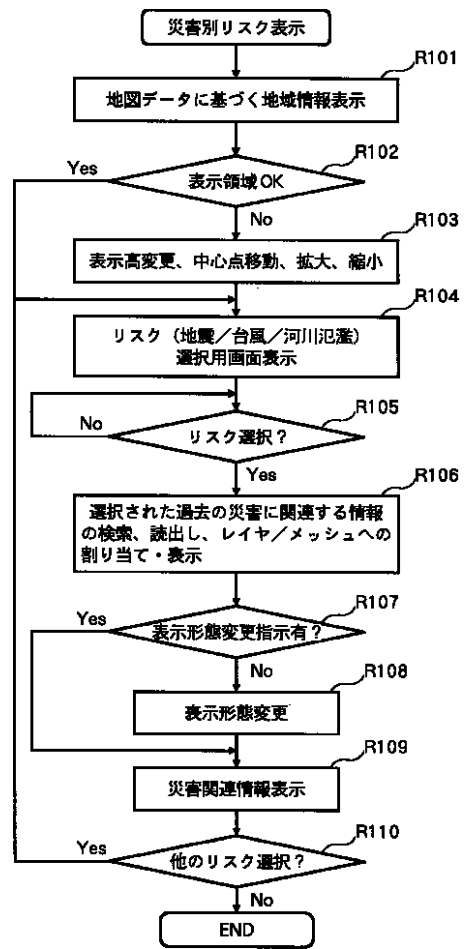 災害別リスク表示
R101
地図データに基づく地域情報表示
R102
Yes
表示領域OK
No
R103
表示高変更、中心点移動、拡大、縮小
R104
リスク（地震／台風／河川氾濫）
選択用画面表示
R105
No
リスク選択？
Yes
R106
選択された過去の災害に関連する情報
の検索、読出し、レイヤ／メッシュへの
割り当て・表示
R107
Yes
表示形態変更指示有？
No
R108
表示形態変更
R109
災害関連情報表示
R110
Yes
他のリスク選択？
No
END